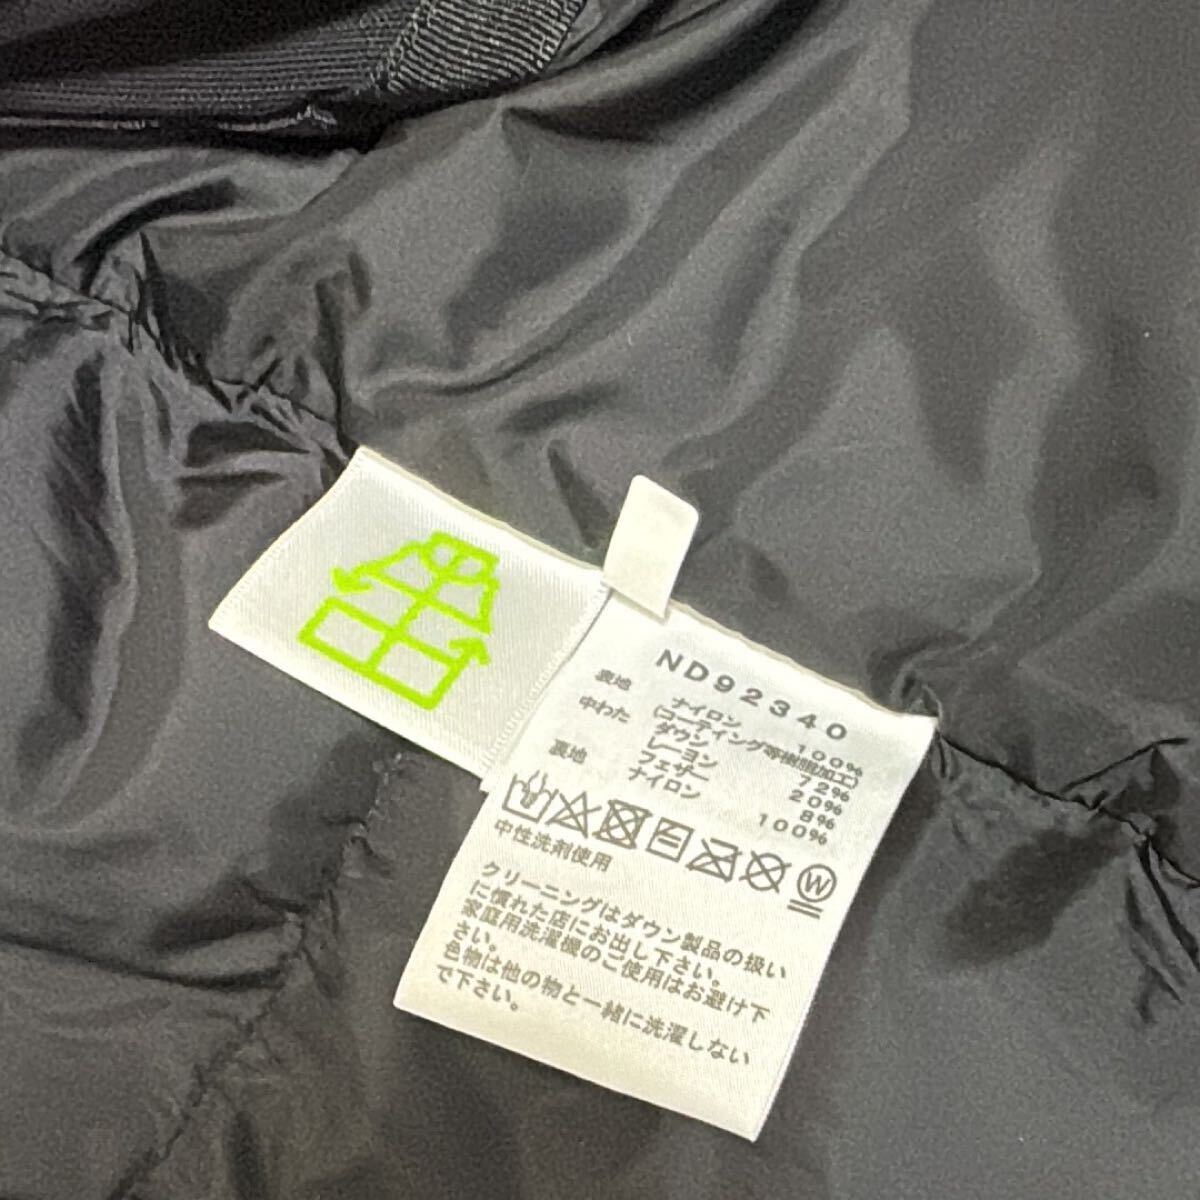 ND92340
表地 ナイロン 100%
(コーティング等樹脂加工)
中わた ダウン 72%
レーヨン 20%
フェザー 8%
裏地 ナイロン 100%
W
中性洗剤使用
クリーニングはダウン製品の扱い
に慣れた店にお出し下さい。
家庭用洗濯機のご使用はお避け下
さい。
色物は他の物と一緒に洗濯しない
で下さい。